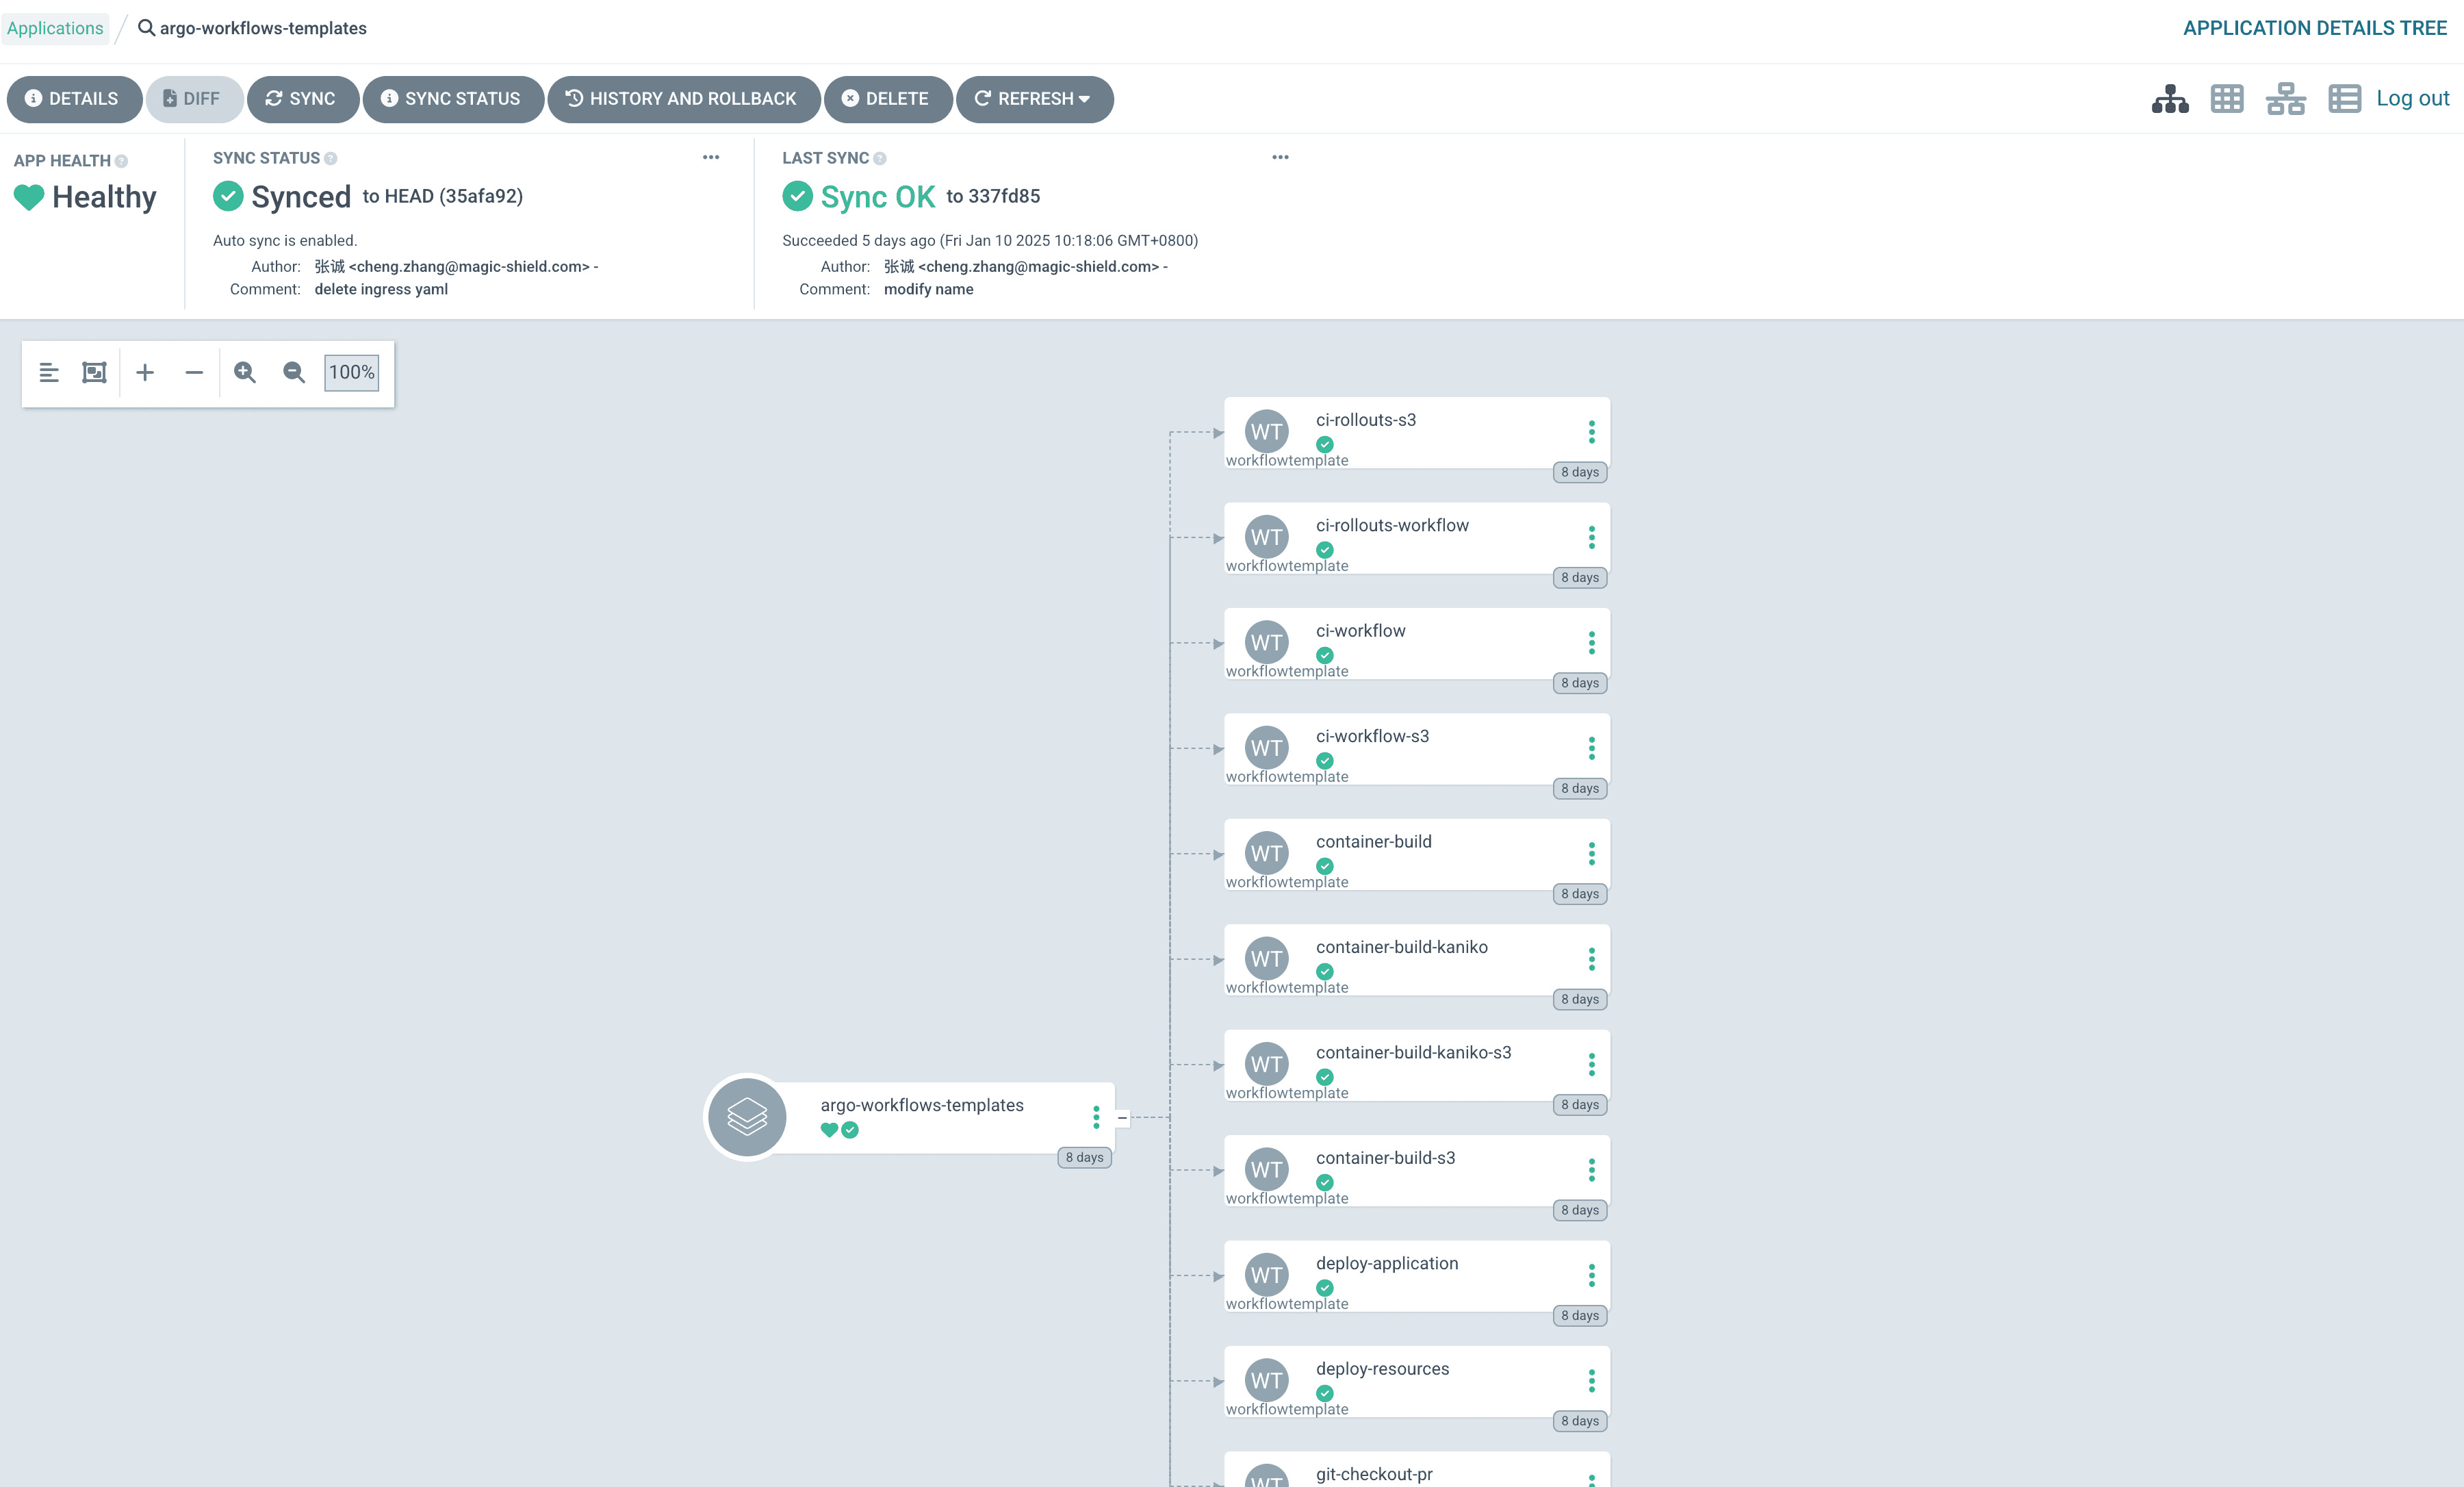 Applications / argo-workflows-templates
APPLICATION DETAILS TREE
DETAILS DIFF SYNC SYNC STATUS HISTORY AND ROLLBACK DELETE REFRESH
Log out
APP HEALTH
Healthy
SYNC STATUS
Synced to HEAD (35afa92)
Auto sync is enabled.
Author: 张诚 <cheng.zhang@magic-shield.com> -
Comment: delete ingress yaml
LAST SYNC
Sync OK to 337fd85
Succeeded 5 days ago (Fri Jan 10 2025 10:18:06 GMT+0800)
Author: 张诚 <cheng.zhang@magic-shield.com> -
Comment: modify name
100%
argo-workflows-templates
8 days
WT
ci-rollouts-s3
workflowtemplate
8 days
WT
ci-rollouts-workflow
workflowtemplate
8 days
WT
ci-workflow
workflowtemplate
8 days
WT
ci-workflow-s3
workflowtemplate
8 days
WT
container-build
workflowtemplate
8 days
WT
container-build-kaniko
workflowtemplate
8 days
WT
container-build-kaniko-s3
workflowtemplate
8 days
WT
container-build-s3
workflowtemplate
8 days
WT
deploy-application
workflowtemplate
8 days
WT
deploy-resources
workflowtemplate
8 days
WT
git-checkout-pr